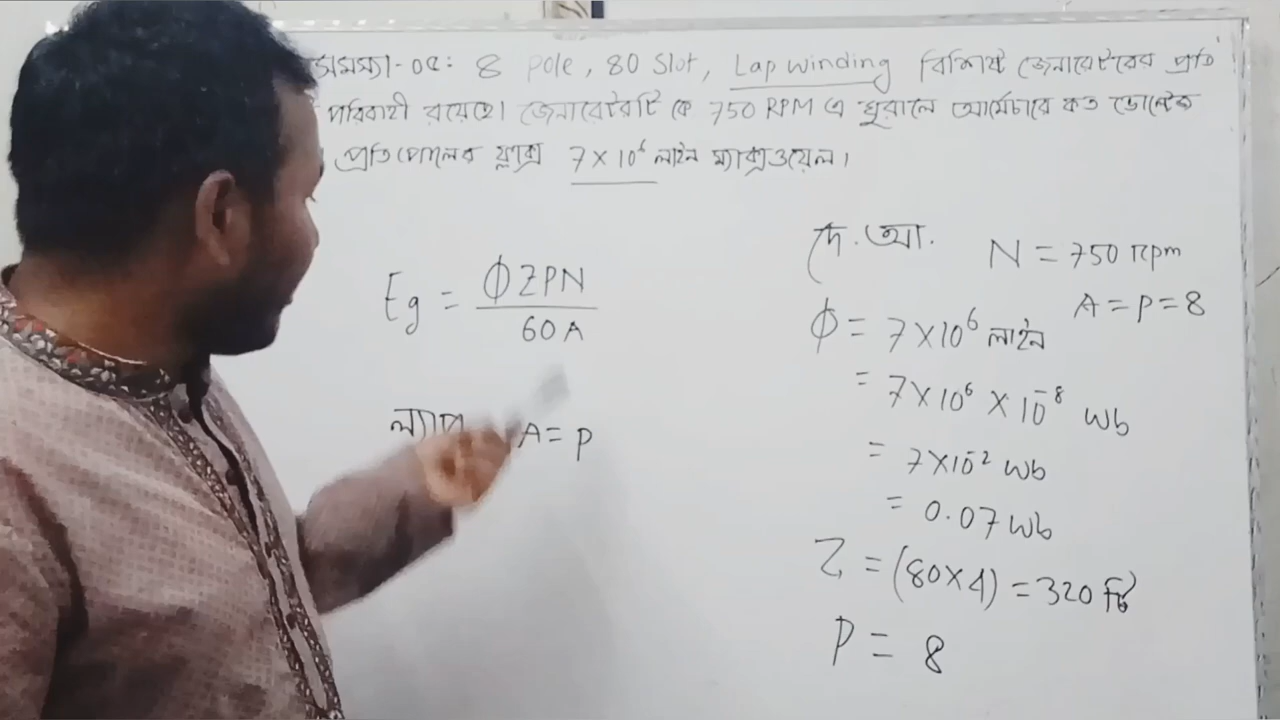 সমস্যা-০৫: 8 pole, 80 Slot, Lap winding বিশিষ্ট জেনারেটরের প্রতি
পরিবাহী রয়েছে। জেনারেটরটি কে 750 RPM এ ঘুরালে আর্মেচারে কত ভোল্টেজ
প্রতি পোলের ফ্লাক্স 7×10⁶ লাইন ম্যাক্সওয়েল।
Eg = ϕZPN / 60A
ল্যাপ A = P
দে.আ. N = 750 rpm
A = P = 8
ϕ = 7×10⁶ লাইন
= 7×10⁶ × 10⁻⁸ Wb
= 7×10⁻² Wb
= 0.07 Wb
Z = (80×4) = 320 টি
P = 8